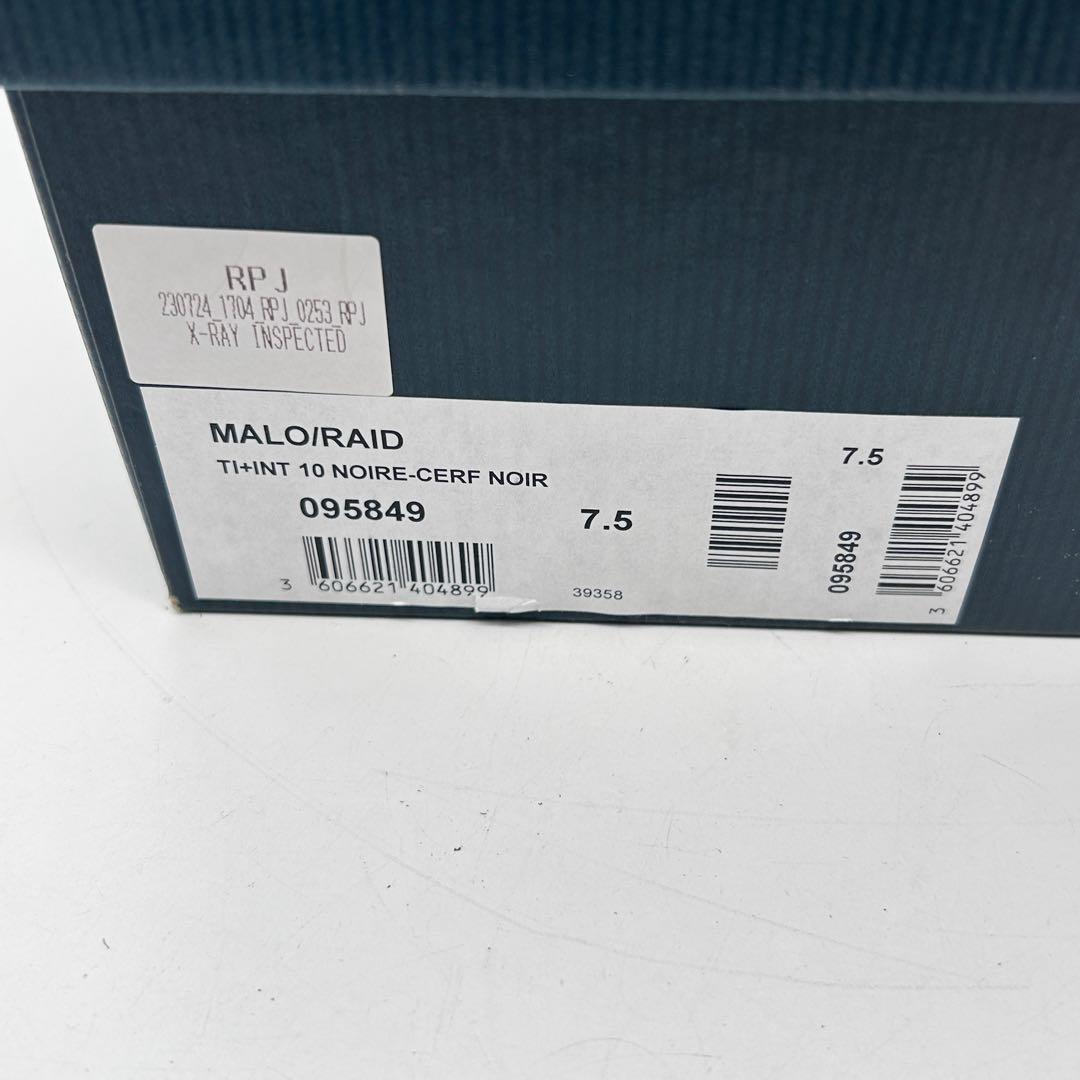 RPJ
230724_1704_RPJ_0253_RPJ
X-RAY INSPECTED
MALO/RAID
TI+INT 10 NOIRE-CERF NOIR
095849
7.5
3 606621 404899
39358
7.5
095849
3 606621 404899